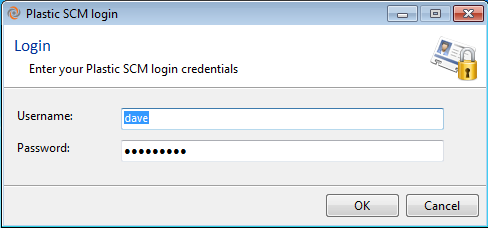 Plastic SCM login
Login
Enter your Plastic SCM login credentials
Username:
dave
Password:
•••••••••
OK
Cancel